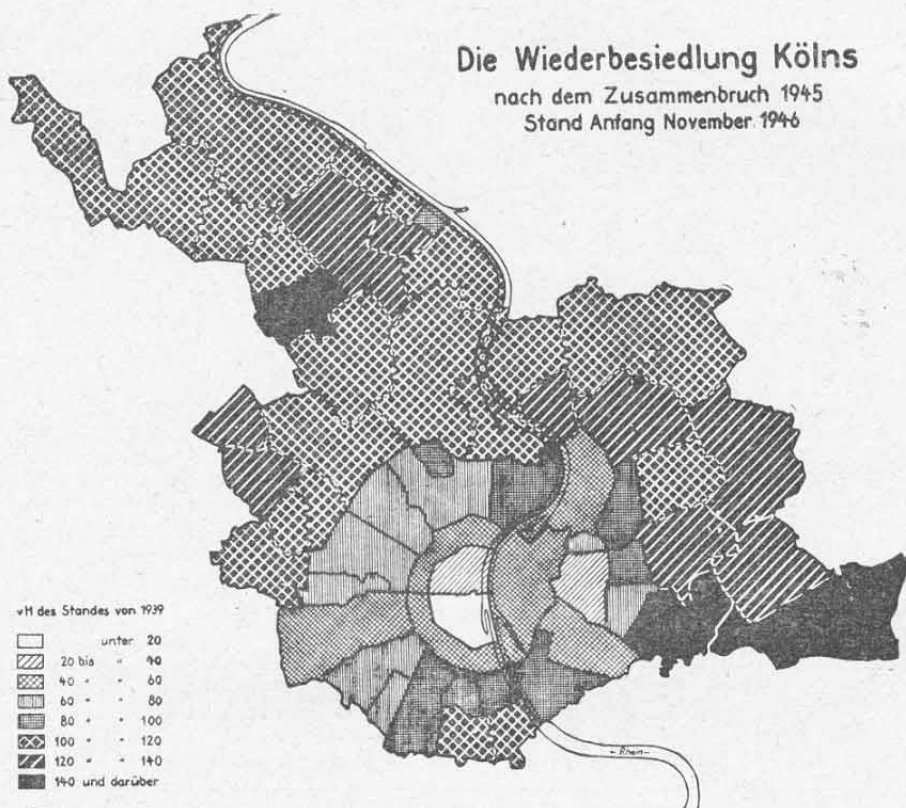 Die Wiederbesiedlung Kölns
nach dem Zusammenbruch 1945
Stand Anfang November 1946
- Rhein -
vH des Standes von 1939
unter 20
20 bis " 40
40 " " 60
60 " " 80
80 " " 100
100 " " 120
120 " " 140
140 und darüber